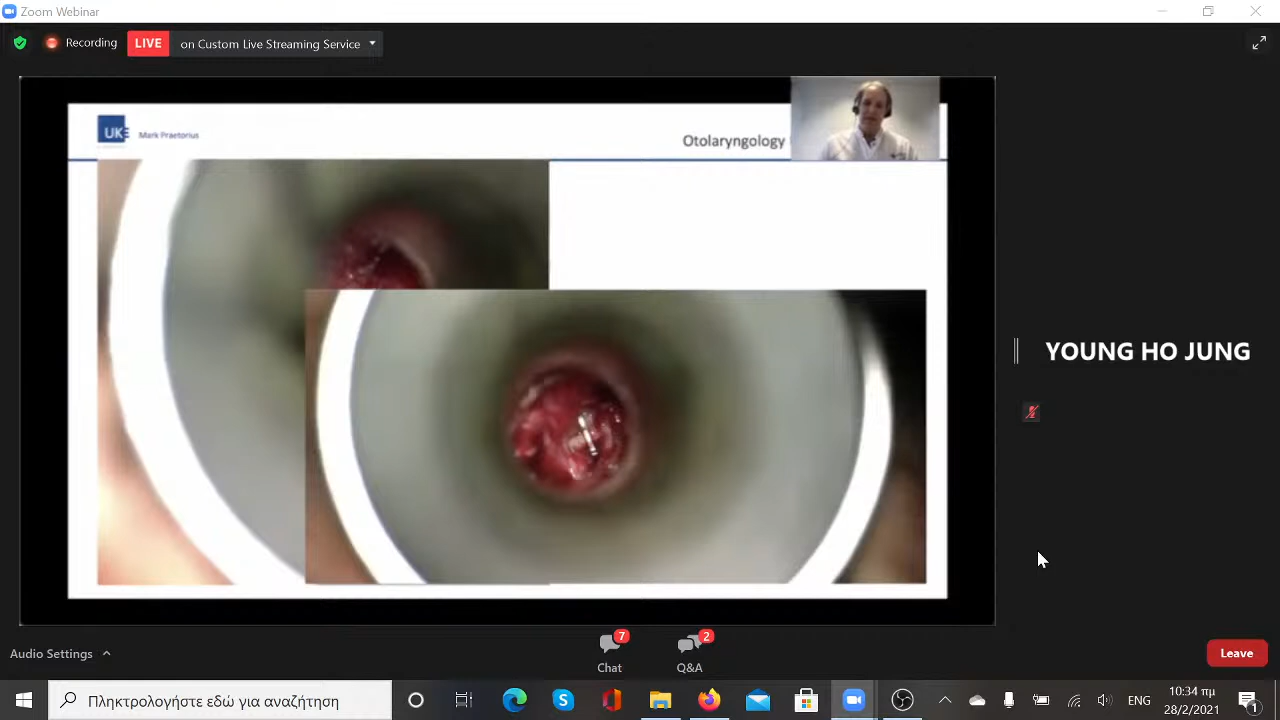 Zoom Webinar
Recording
LIVE
on Custom Live Streaming Service
UKE
Mark Praetorius
Otolaryngology
YOUNG HO JUNG
Audio Settings
7
Chat
2
Q&A
Leave
Πληκτρολογήστε εδώ για αναζήτηση
ENG
10:34 πμ
28/2/2021
1